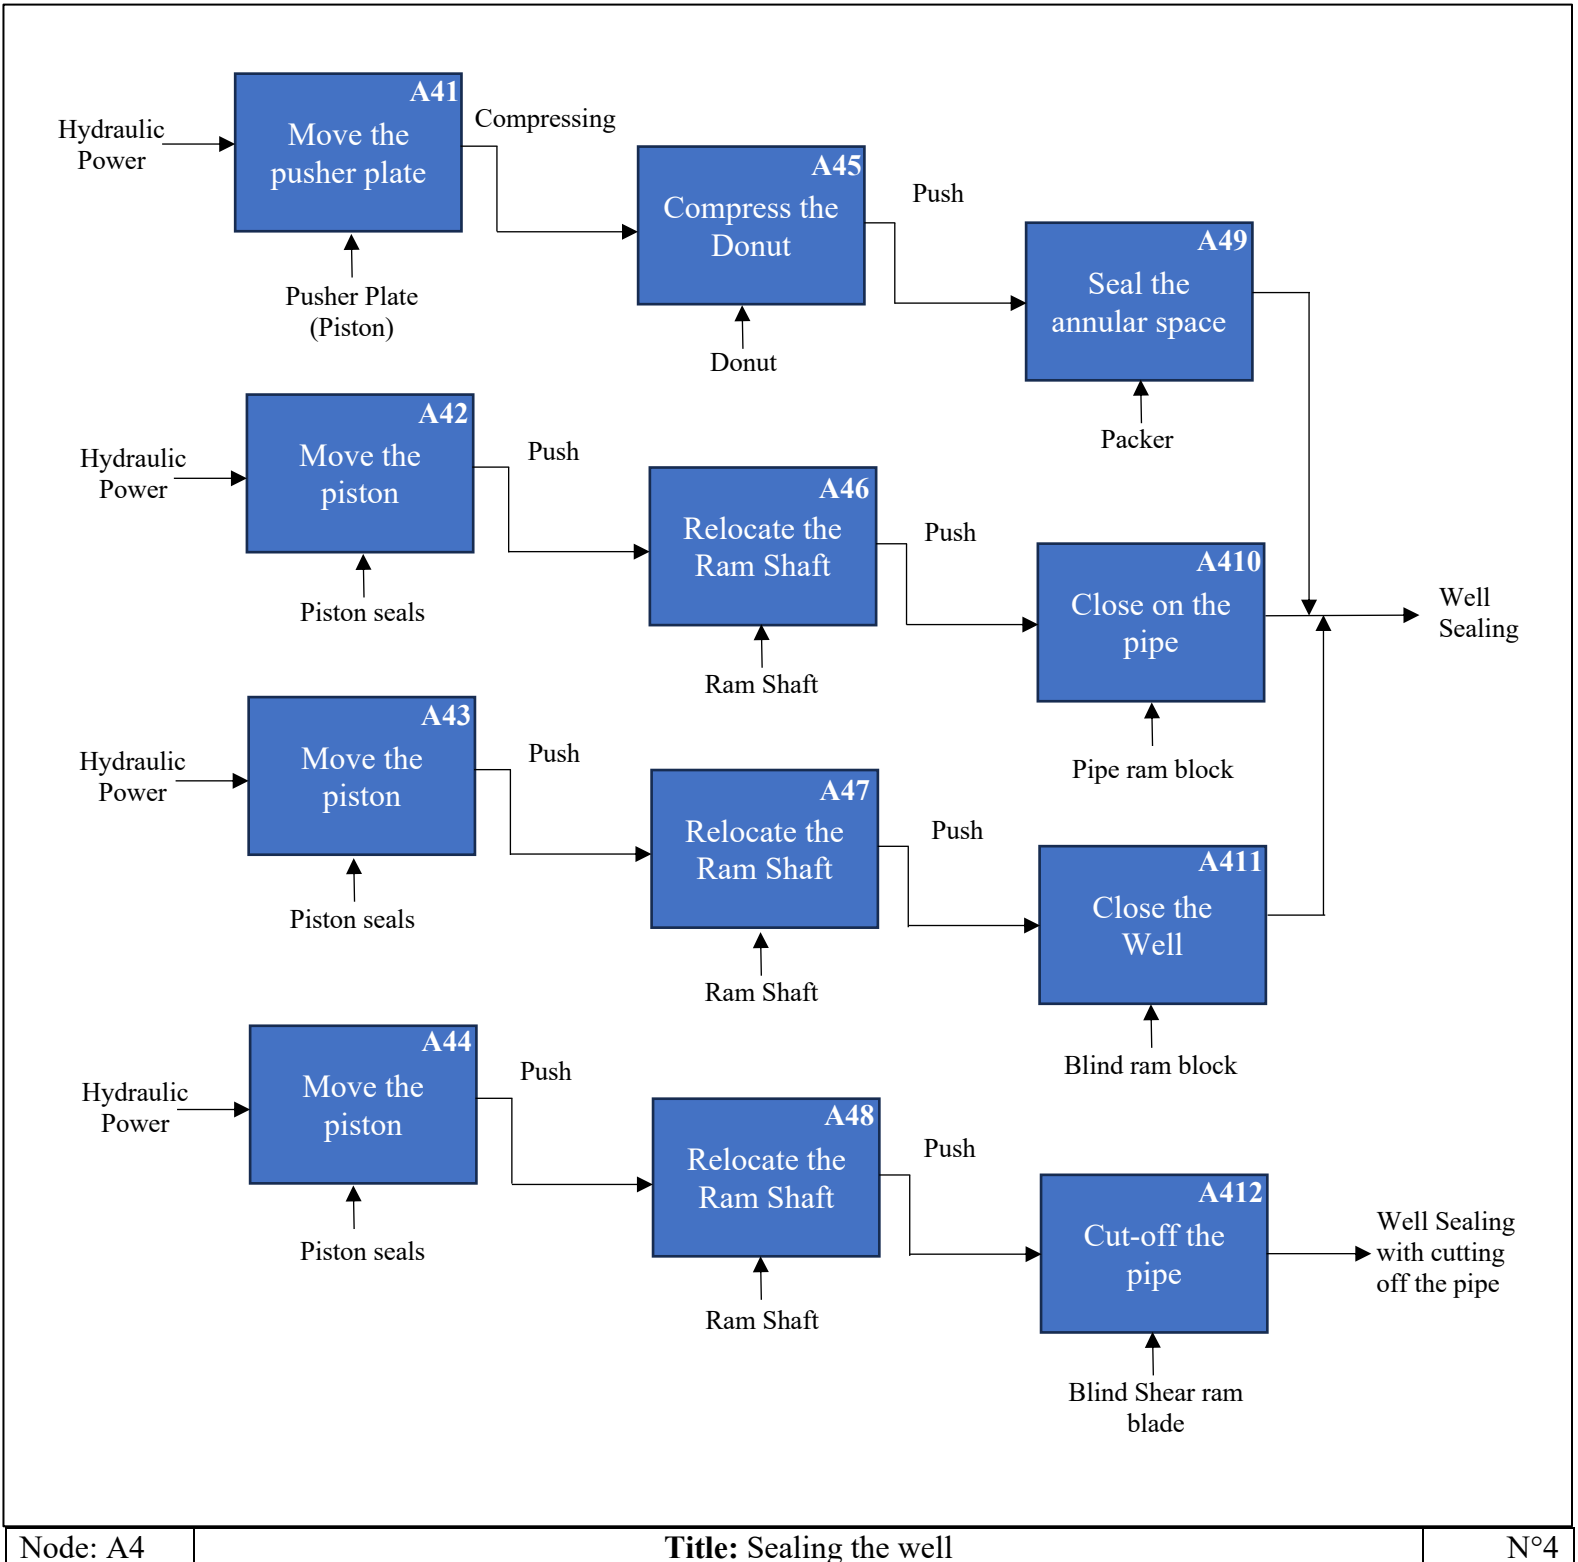 A41
Hydraulic
Power
Move the
pusher plate
Compressing
Pusher Plate
(Piston)
A45
Compress the
Donut
Push
Donut
A49
Seal the
annular space
Packer
A42
Hydraulic
Power
Move the
piston
Push
Piston seals
A46
Relocate the
Ram Shaft
Push
Ram Shaft
A410
Close on the
pipe
Pipe ram block
Well
Sealing
A43
Hydraulic
Power
Move the
piston
Push
Piston seals
A47
Relocate the
Ram Shaft
Push
Ram Shaft
A411
Close the
Well
Blind ram block
A44
Hydraulic
Power
Move the
piston
Push
Piston seals
A48
Relocate the
Ram Shaft
Push
Ram Shaft
A412
Cut-off the
pipe
Blind Shear ram
blade
Well Sealing
with cutting
off the pipe
Node: A4
Title: Sealing the well
N°4